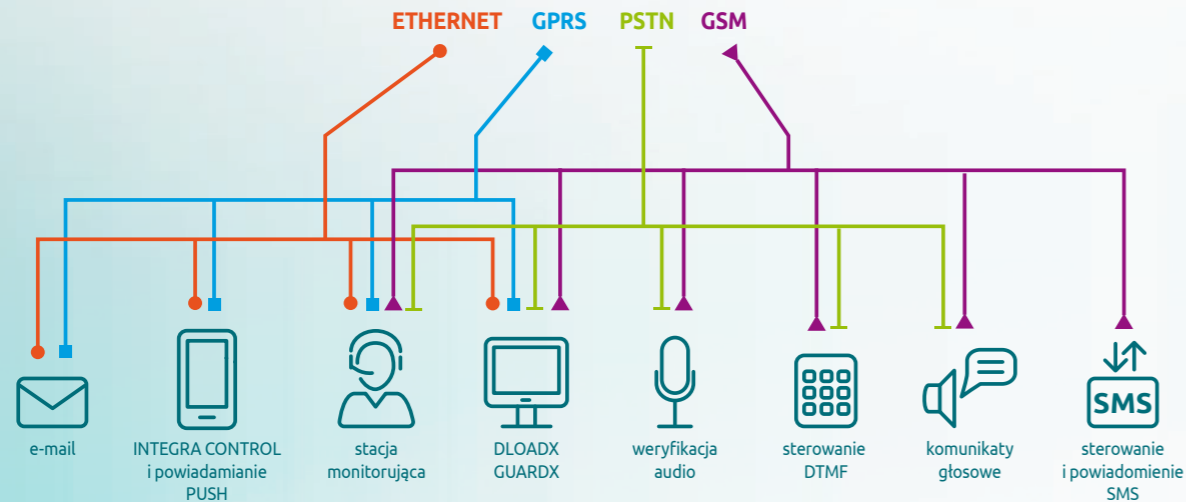 ETHERNET GPRS PSTN GSM
SMS
e-mail
INTEGRA CONTROL
i powiadamianie
PUSH
stacja
monitorująca
DLOADX
GUARDX
weryfikacja
audio
sterowanie
DTMF
komunikaty
głosowe
sterowanie
i powiadomienie
SMS